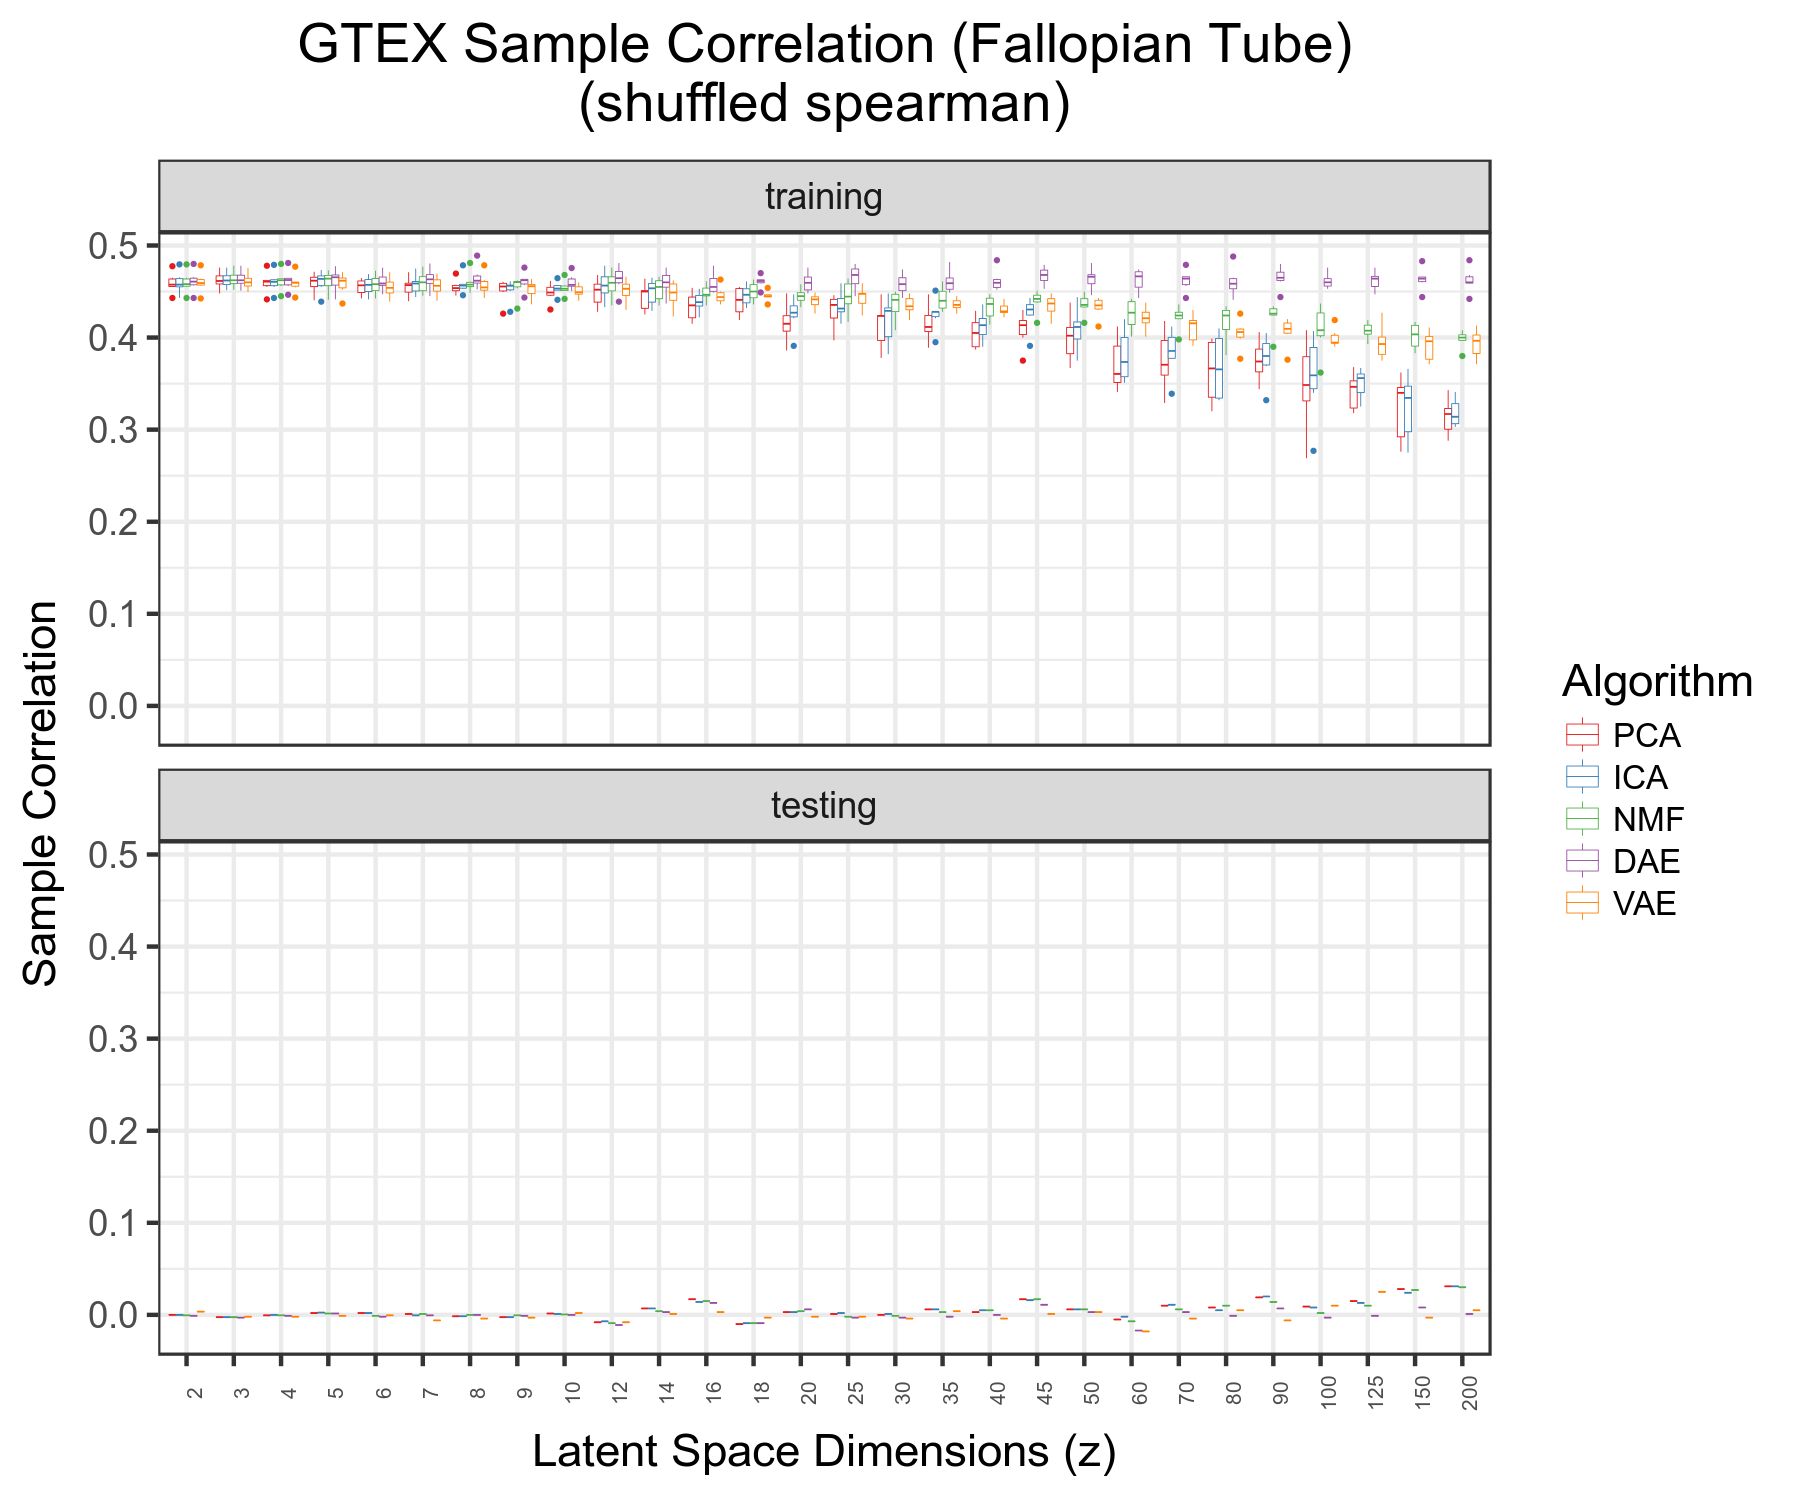 GTEX Sample Correlation (Fallopian Tube)
(shuffled spearman)
training
0.5
0.4
0.3
0.2
0.1
0.0
testing
0.5
0.4
0.3
0.2
0.1
0.0
Sample Correlation
2 3 4 5 6 7 8 9 10 12 14 16 18 20 25 30 35 40 45 50 60 70 80 90 100 125 150 200
Latent Space Dimensions (z)
Algorithm
PCA
ICA
NMF
DAE
VAE